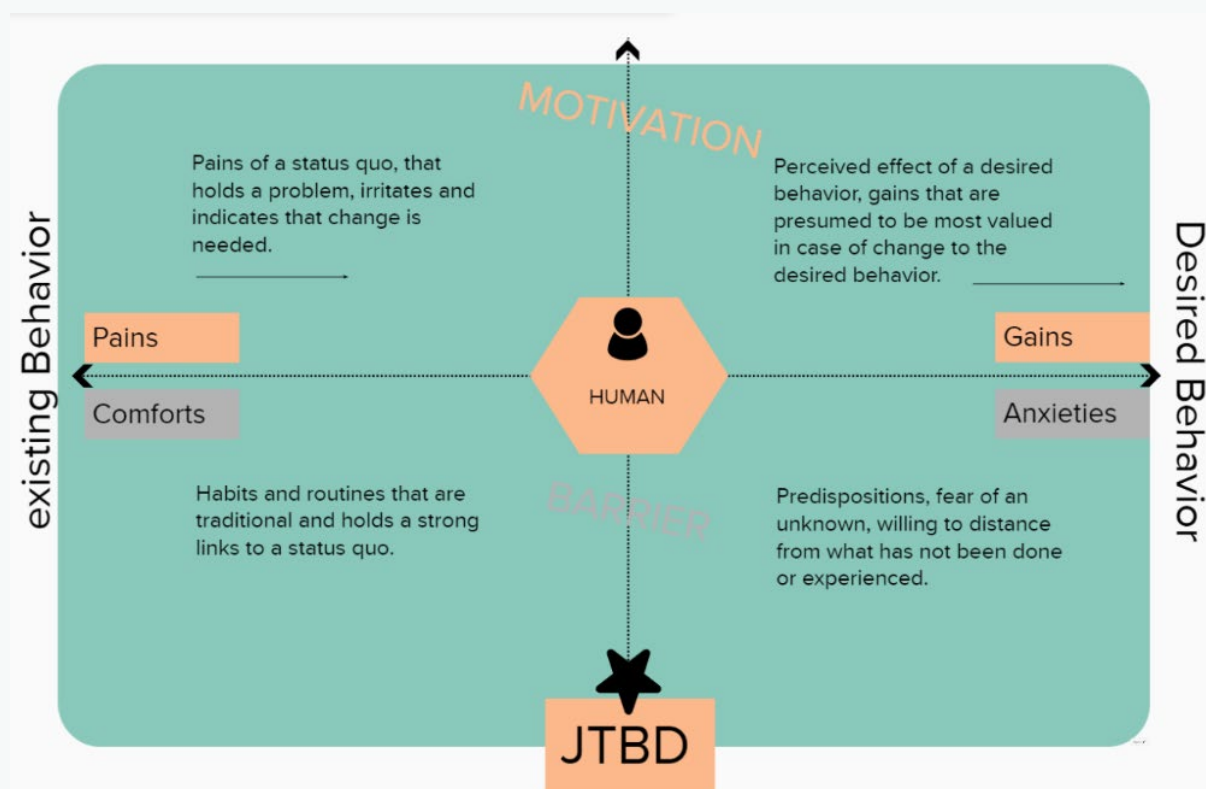 MOTIVATION
Pains of a status quo, that
holds a problem, irritates and
indicates that change is
needed.
Perceived effect of a desired
behavior, gains that are
presumed to be most valued
in case of change to the
desired behavior.
existing Behavior
Desired Behavior
Pains
Gains
HUMAN
Comforts
Anxieties
BARRIER
Habits and routines that are
traditional and holds a strong
links to a status quo.
Predispositions, fear of an
unknown, willing to distance
from what has not been done
or experienced.
JTBD